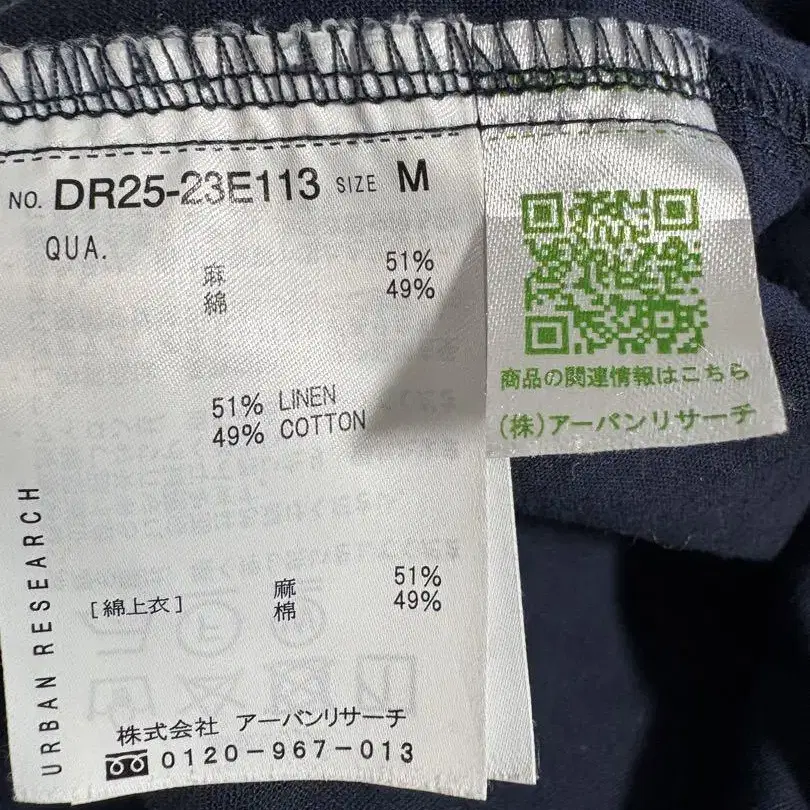 NO. DR25-23E113 SIZE M
QUA.
麻 51%
綿 49%
51% LINEN
49% COTTON
URBAN RESEARCH
[綿上衣] 麻 51%
棉 49%
株式会社 アーバンリサーチ
0120-967-013
商品の関連情報はこちら
(株)アーバンリサーチ